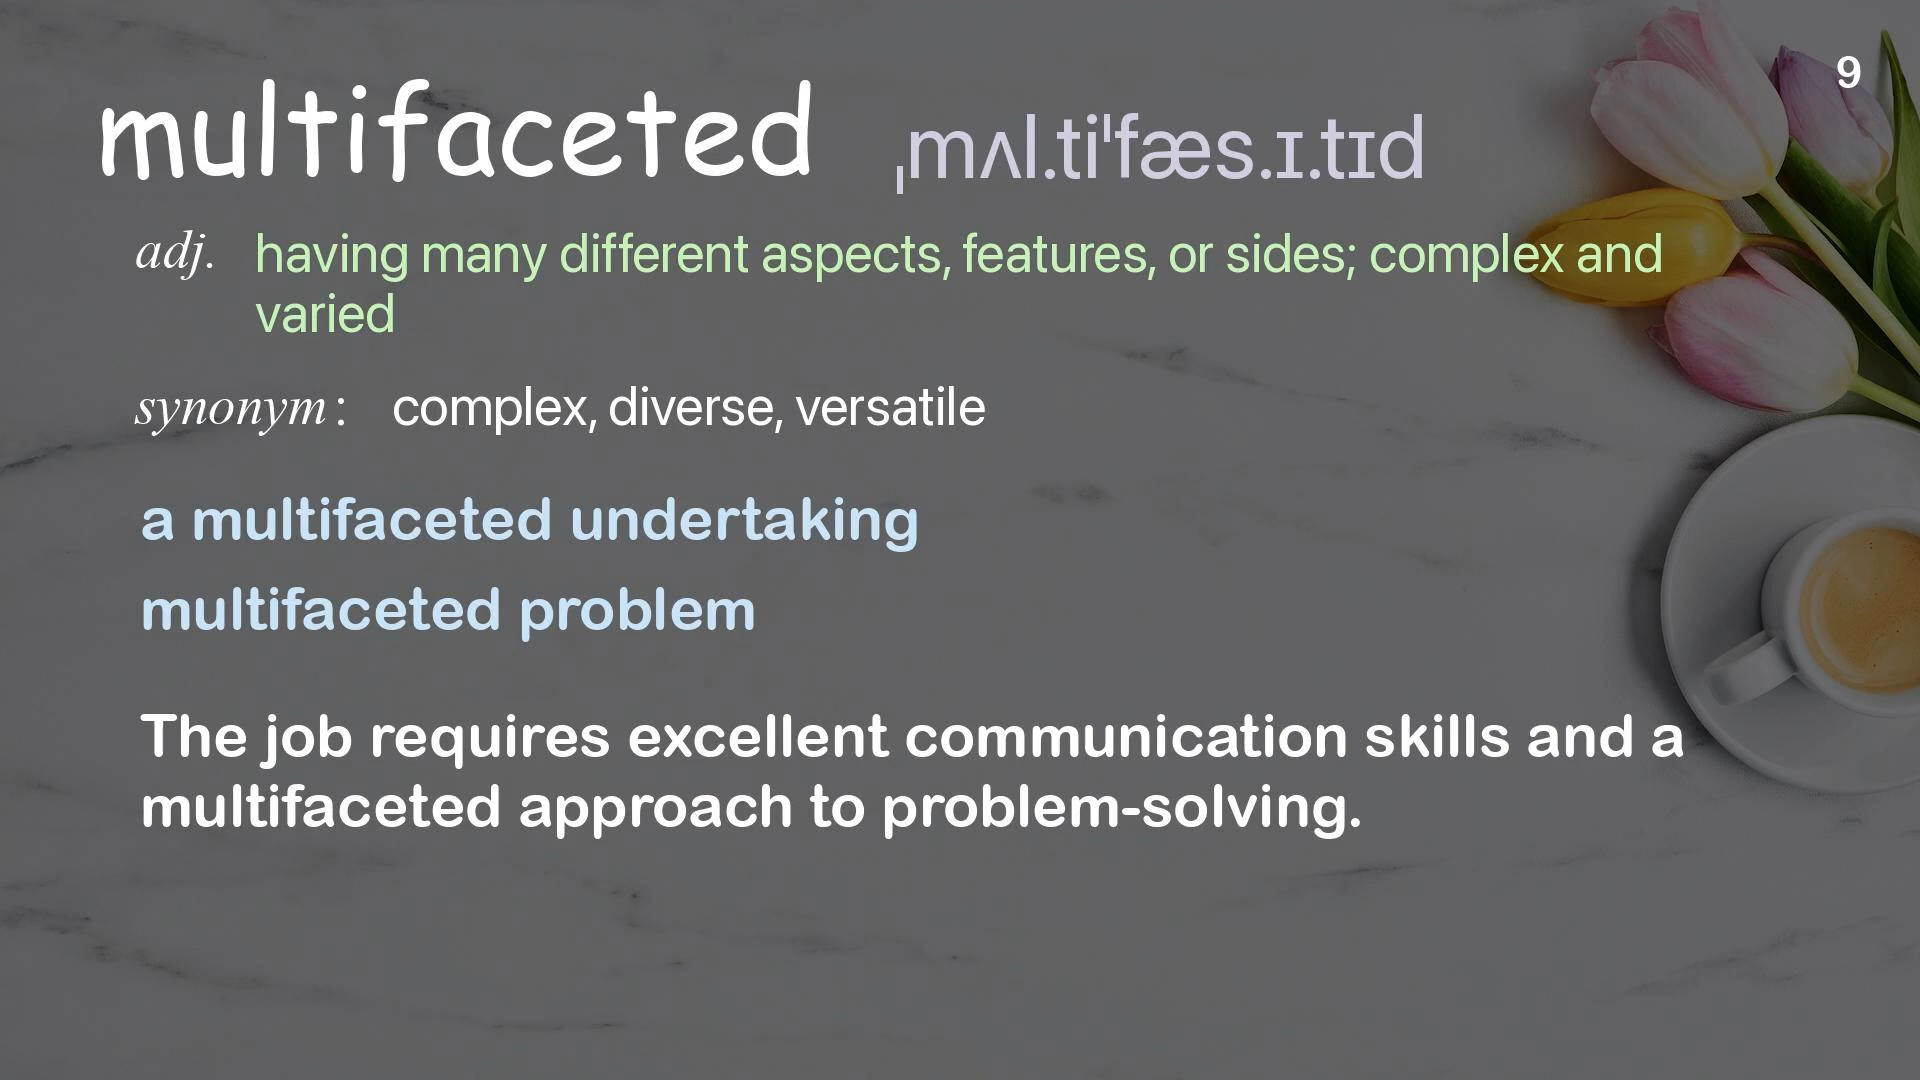 9
multifaceted ˌmʌl.tiˈfæs.ɪ.tɪd
adj. having many different aspects, features, or sides; complex and
varied
synonym: complex, diverse, versatile
a multifaceted undertaking
multifaceted problem
The job requires excellent communication skills and a
multifaceted approach to problem-solving.